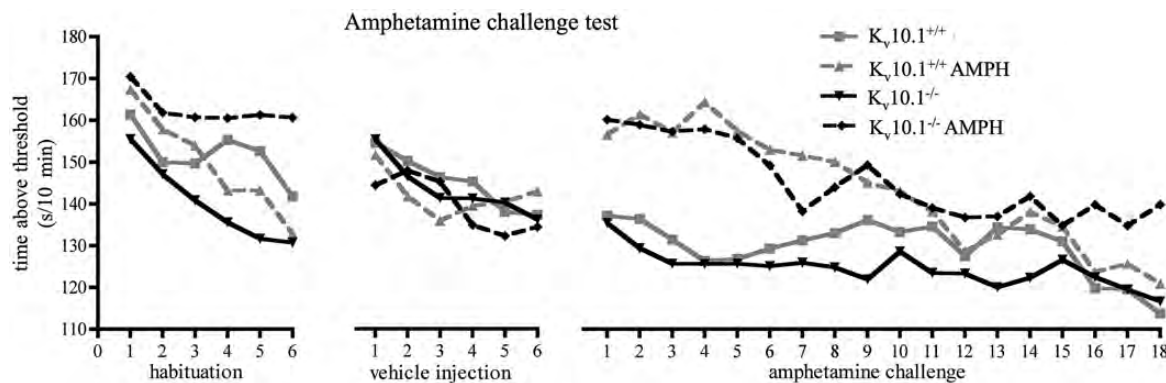 Amphetamine challenge test
Kv10.1+/+
Kv10.1+/+ AMPH
Kv10.1-/-
Kv10.1-/- AMPH
time above threshold
(s/10 min)
180
170
160
150
140
130
120
110
0 1 2 3 4 5 6
habituation
1 2 3 4 5 6
vehicle injection
1 2 3 4 5 6 7 8 9 10 11 12 13 14 15 16 17 18
amphetamine challenge